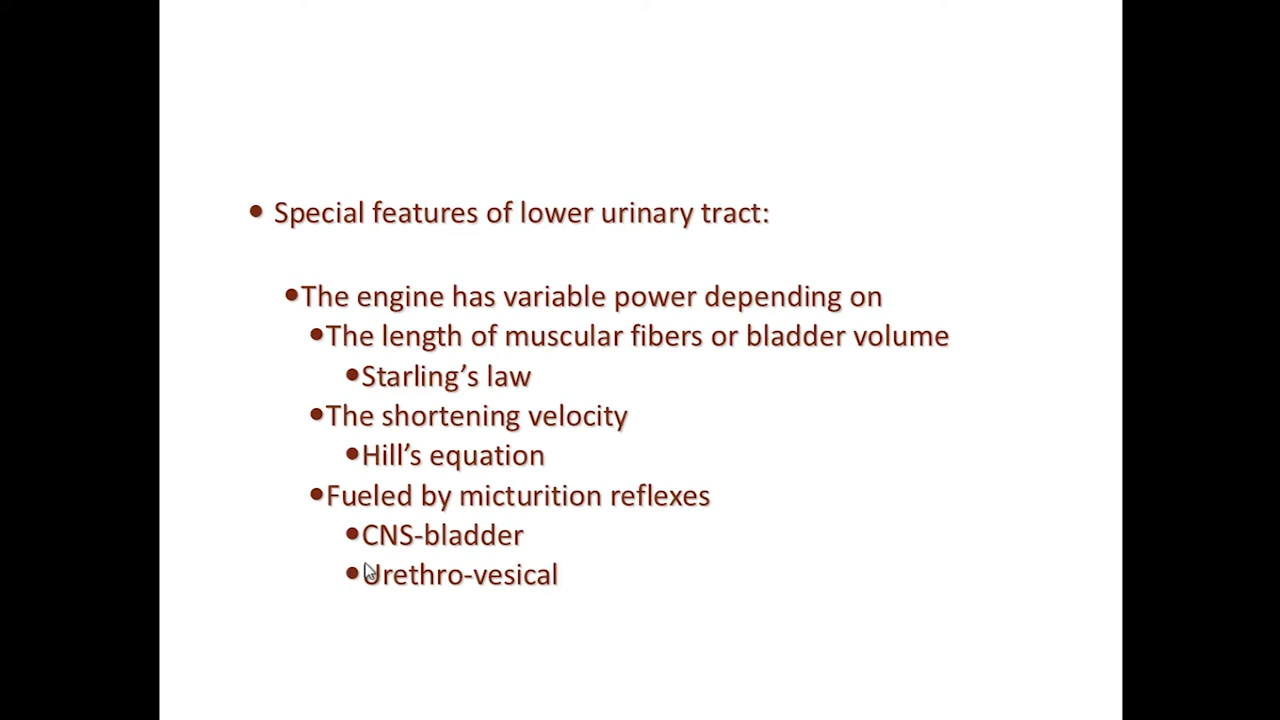 • Special features of lower urinary tract:
•The engine has variable power depending on
•The length of muscular fibers or bladder volume
•Starling’s law
•The shortening velocity
•Hill’s equation
•Fueled by micturition reflexes
•CNS-bladder
•Urethro-vesical